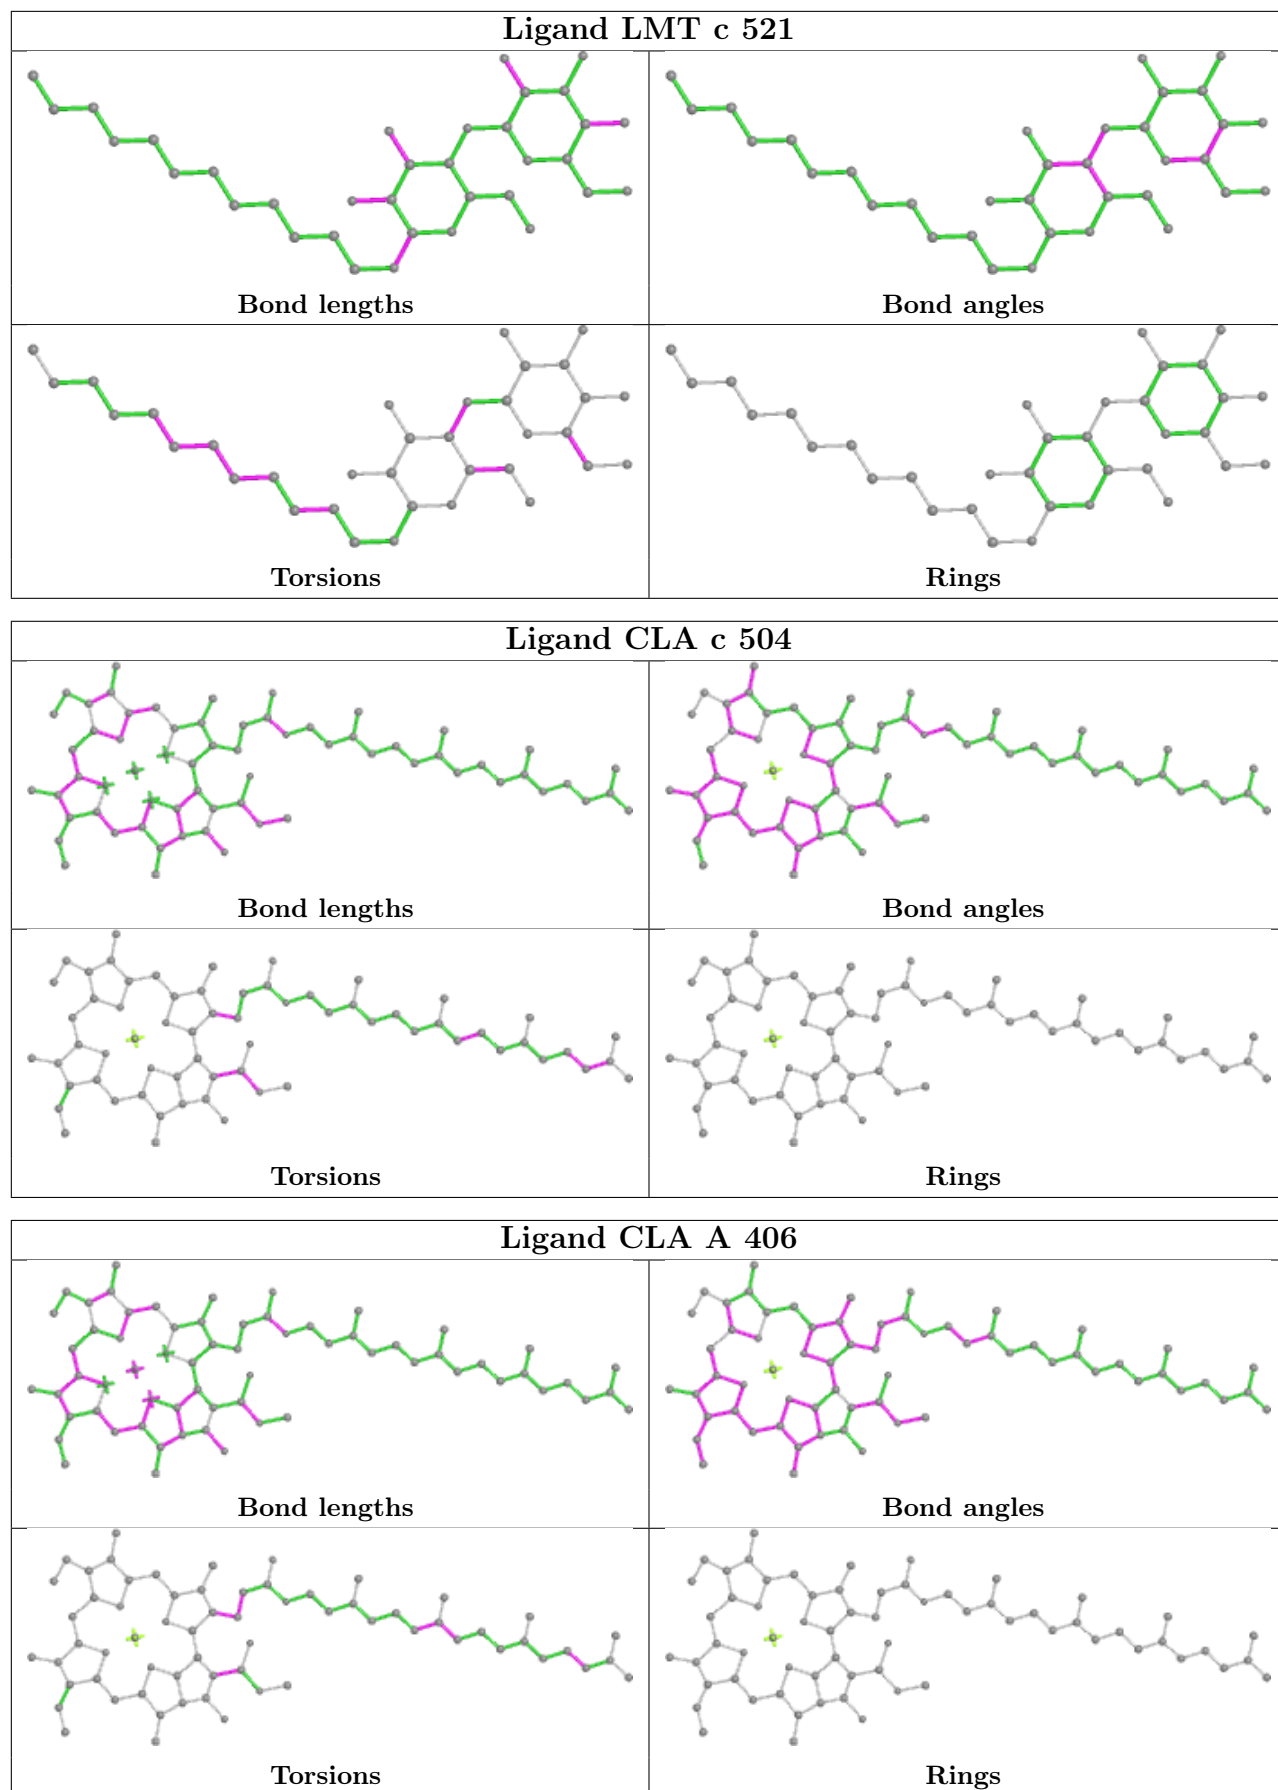 Ligand LMT c 521
Bond lengths
Bond angles
Torsions
Rings
Ligand CLA c 504
Bond lengths
Bond angles
Torsions
Rings
Ligand CLA A 406
Bond lengths
Bond angles
Torsions
Rings